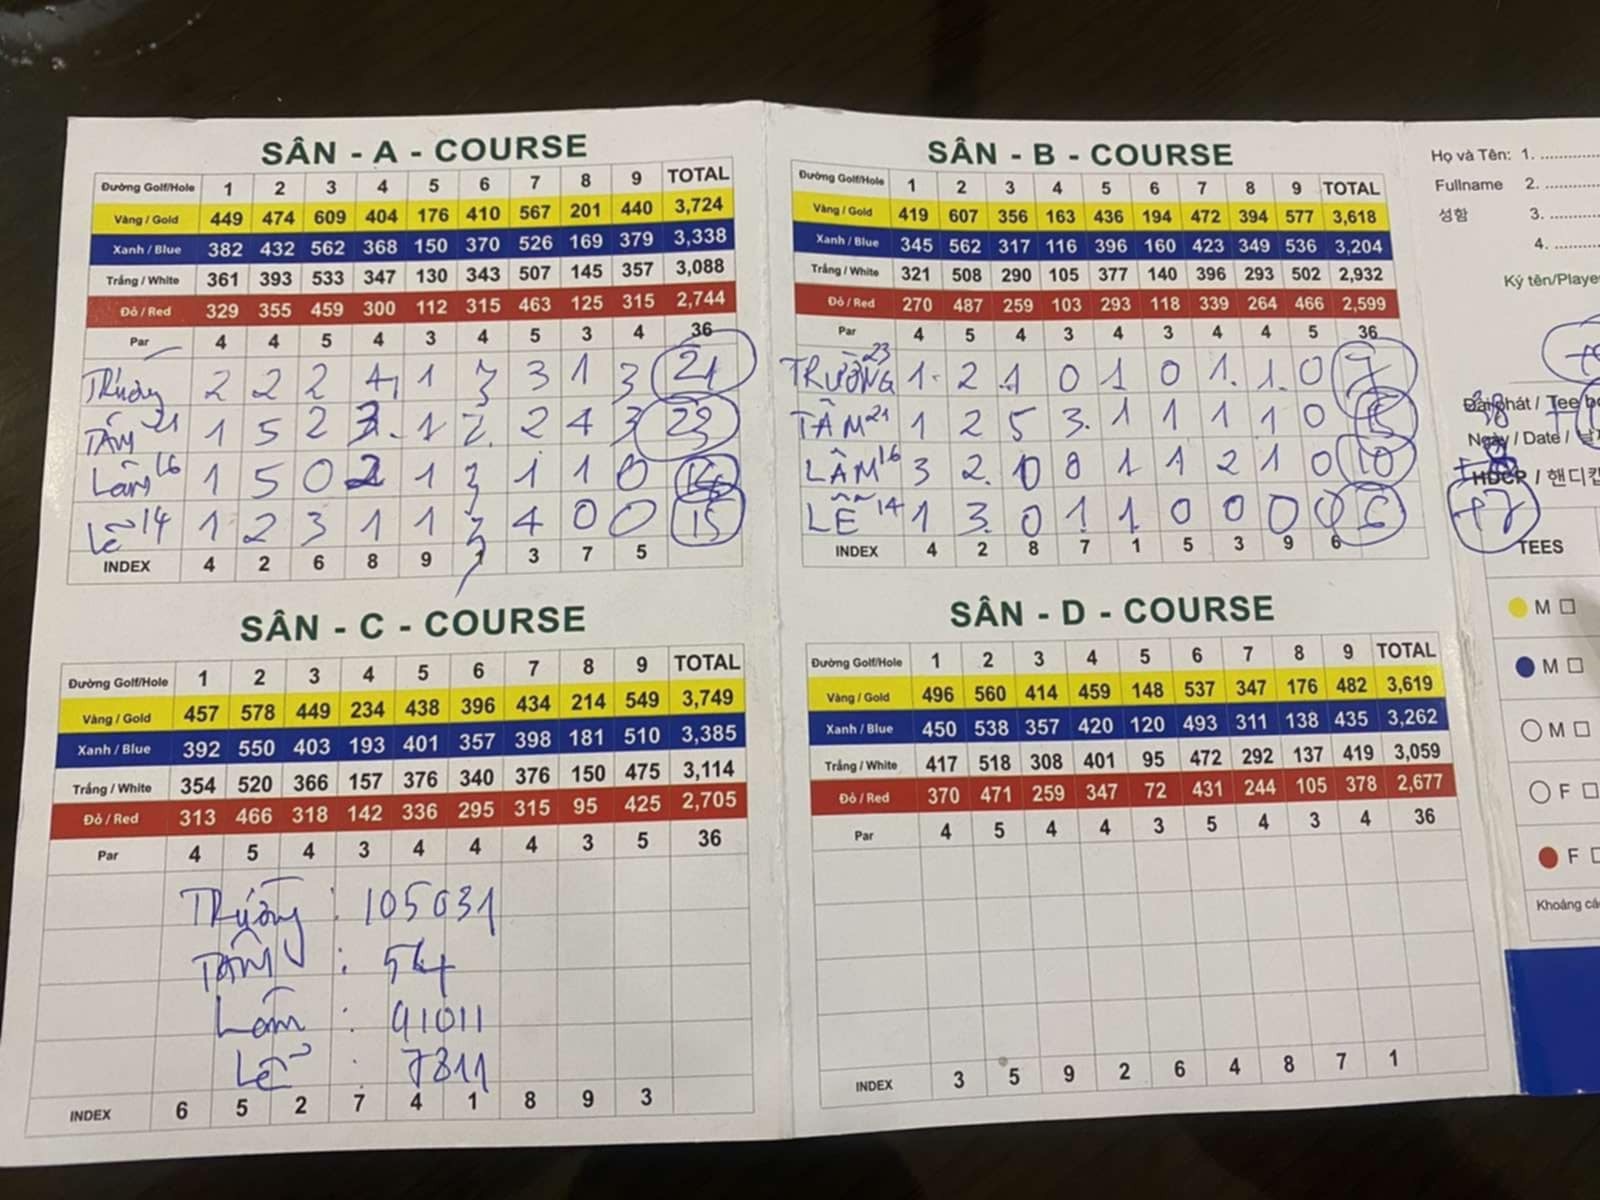 SÂN - A - COURSE
Đường Golf/Hole 1 2 3 4 5 6 7 8 9 TOTAL
Vàng / Gold 449 474 609 404 176 410 567 201 440 3,724
Xanh / Blue 382 432 562 368 150 370 526 169 379 3,338
Trắng / White 361 393 533 347 130 343 507 145 357 3,088
Đỏ / Red 329 355 459 300 112 315 463 125 315 2,744
Par 4 4 5 4 3 4 5 3 4 36
Trường 2 2 2 4 1 3 3 1 3 21
TÂM 21 1 5 2 3 1 2 2 4 3 23
Lâm 16 1 5 0 2 1 3 1 1 0 14
Lễ 14 1 2 3 1 1 3 4 0 0 15
INDEX 4 2 6 8 9 1 3 7 5
SÂN - B - COURSE
Đường Golf/Hole 1 2 3 4 5 6 7 8 9 TOTAL
Vàng / Gold 419 607 356 163 436 194 472 394 577 3,618
Xanh / Blue 345 562 317 116 396 160 423 349 536 3,204
Trắng / White 321 508 290 105 377 140 396 293 502 2,932
Đỏ / Red 270 487 259 103 293 118 339 264 466 2,599
Par 4 5 4 3 4 3 4 4 5 36
TRƯỜNG 23 1 2 1 0 1 0 1 1 0 7
TÂM 21 1 2 5 3 1 1 1 1 0 15
LÂM 16 3 2 0 0 1 1 2 1 0 10
LỄ 14 1 3 0 1 1 0 0 0 0 6
INDEX 4 2 8 7 1 5 3 9 6
SÂN - C - COURSE
Đường Golf/Hole 1 2 3 4 5 6 7 8 9 TOTAL
Vàng / Gold 457 578 449 234 438 396 434 214 549 3,749
Xanh / Blue 392 550 403 193 401 357 398 181 510 3,385
Trắng / White 354 520 366 157 376 340 376 150 475 3,114
Đỏ / Red 313 466 318 142 336 295 315 95 425 2,705
Par 4 5 4 3 4 4 4 3 5 36
Trường : 105031
TÂM : 54
Lâm : 91011
Lễ : 7811
INDEX 6 5 2 7 4 1 8 9 3
SÂN - D - COURSE
Đường Golf/Hole 1 2 3 4 5 6 7 8 9 TOTAL
Vàng / Gold 496 560 414 459 148 537 347 176 482 3,619
Xanh / Blue 450 538 357 420 120 493 311 138 435 3,262
Trắng / White 417 518 308 401 95 472 292 137 419 3,059
Đỏ / Red 370 471 259 347 72 431 244 105 378 2,677
Par 4 5 4 4 3 5 4 3 4 36
INDEX 3 5 9 2 6 4 8 7 1
Họ và Tên: 1. ..........
Fullname 2. ..........
성함 3. ..........
4. ..........
Ký tên/Player
Đài phát / Tee
Ngày / Date /
HDCP / 핸디캡
+7
TEES
M
M
M
F
F
Khoảng